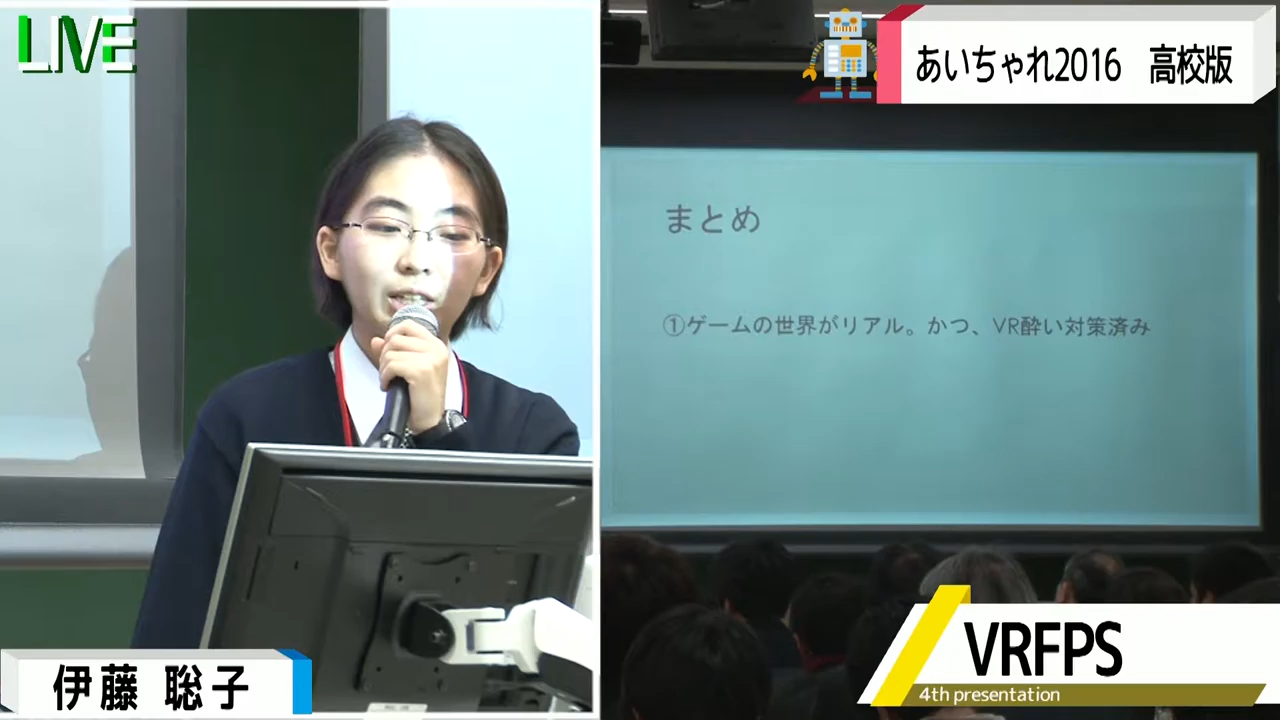 LIVE
あいちゃれ2016 高校版
まとめ
①ゲームの世界がリアル。かつ、VR酔い対策済み
伊藤 聡子
VRFPS
4th presentation